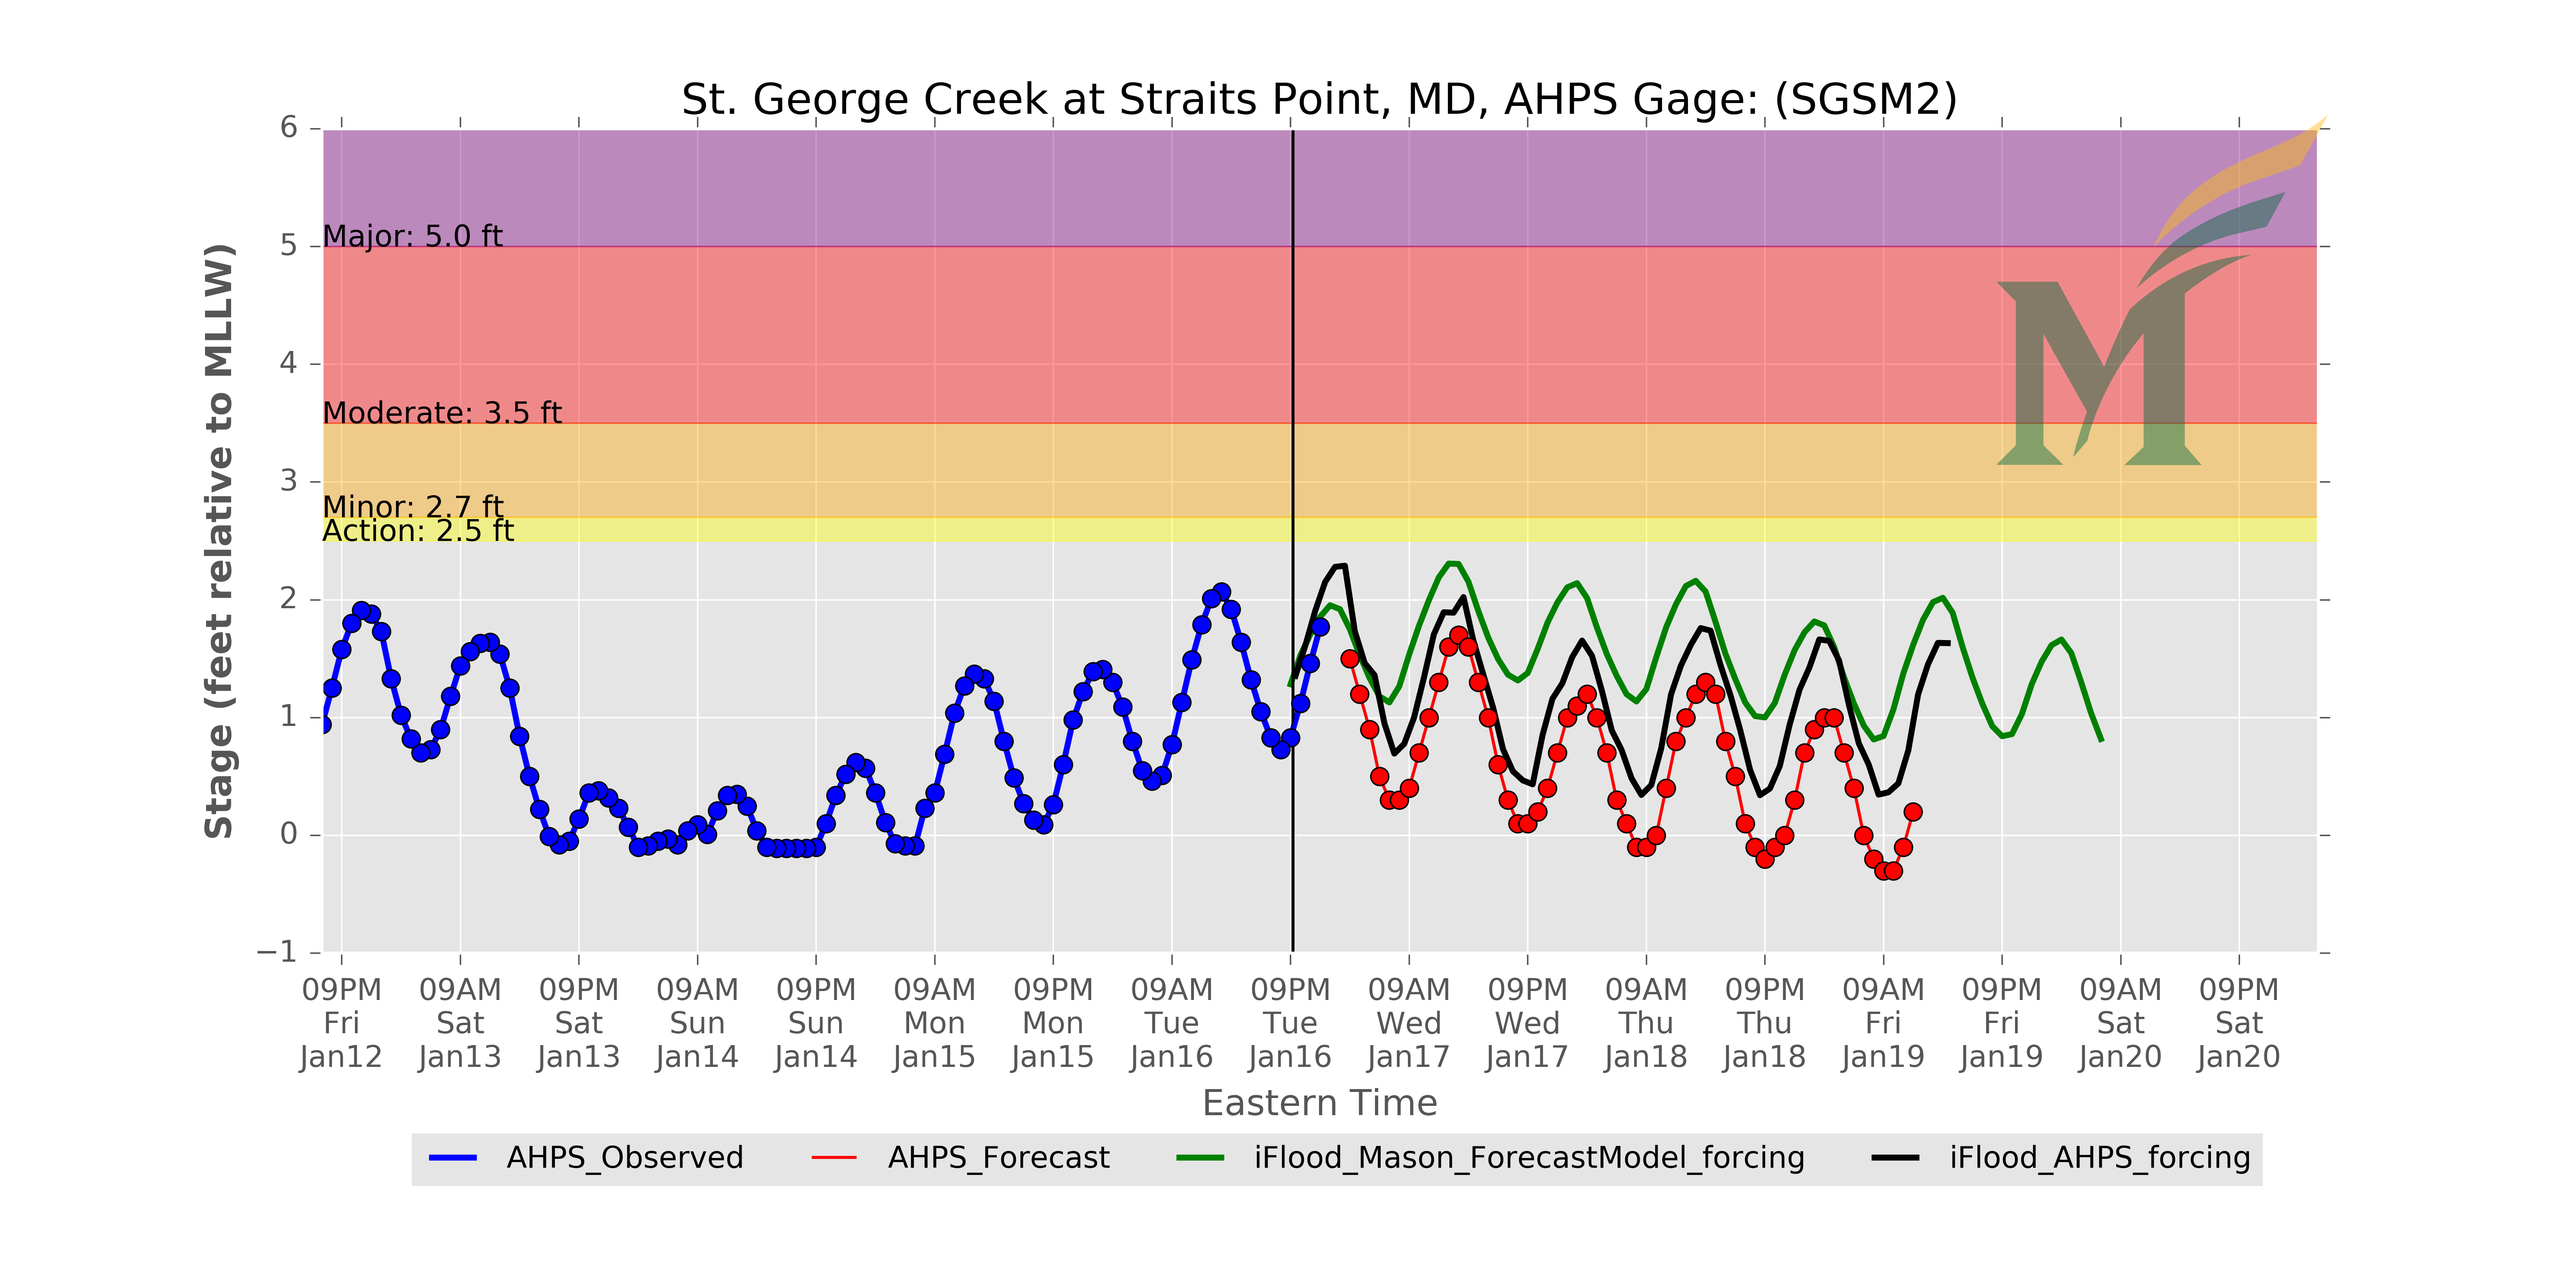 St. George Creek at Straits Point, MD, AHPS Gage: (SGSM2)
Stage (feet relative to MLLW)
6
5
4
3
2
1
0
−1
Major: 5.0 ft
Moderate: 3.5 ft
Minor: 2.7 ft
Action: 2.5 ft
M
09PM 09AM 09PM 09AM 09PM 09AM 09PM 09AM 09PM 09AM 09PM 09AM 09PM 09AM 09PM 09AM 09PM
Fri Sat Sat Sun Sun Mon Mon Tue Tue Wed Wed Thu Thu Fri Fri Sat Sat
Jan12 Jan13 Jan13 Jan14 Jan14 Jan15 Jan15 Jan16 Jan16 Jan17 Jan17 Jan18 Jan18 Jan19 Jan19 Jan20 Jan20
Eastern Time
AHPS_Observed AHPS_Forecast iFlood_Mason_ForecastModel_forcing iFlood_AHPS_forcing